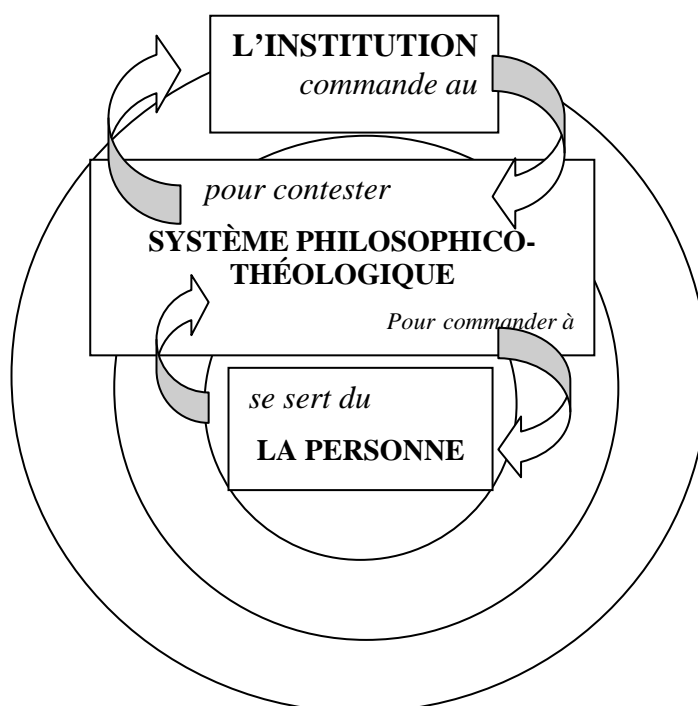 L’INSTITUTION
commande au
pour contester
SYSTÈME PHILOSOPHICO-
THÉOLOGIQUE
Pour commander à
se sert du
LA PERSONNE